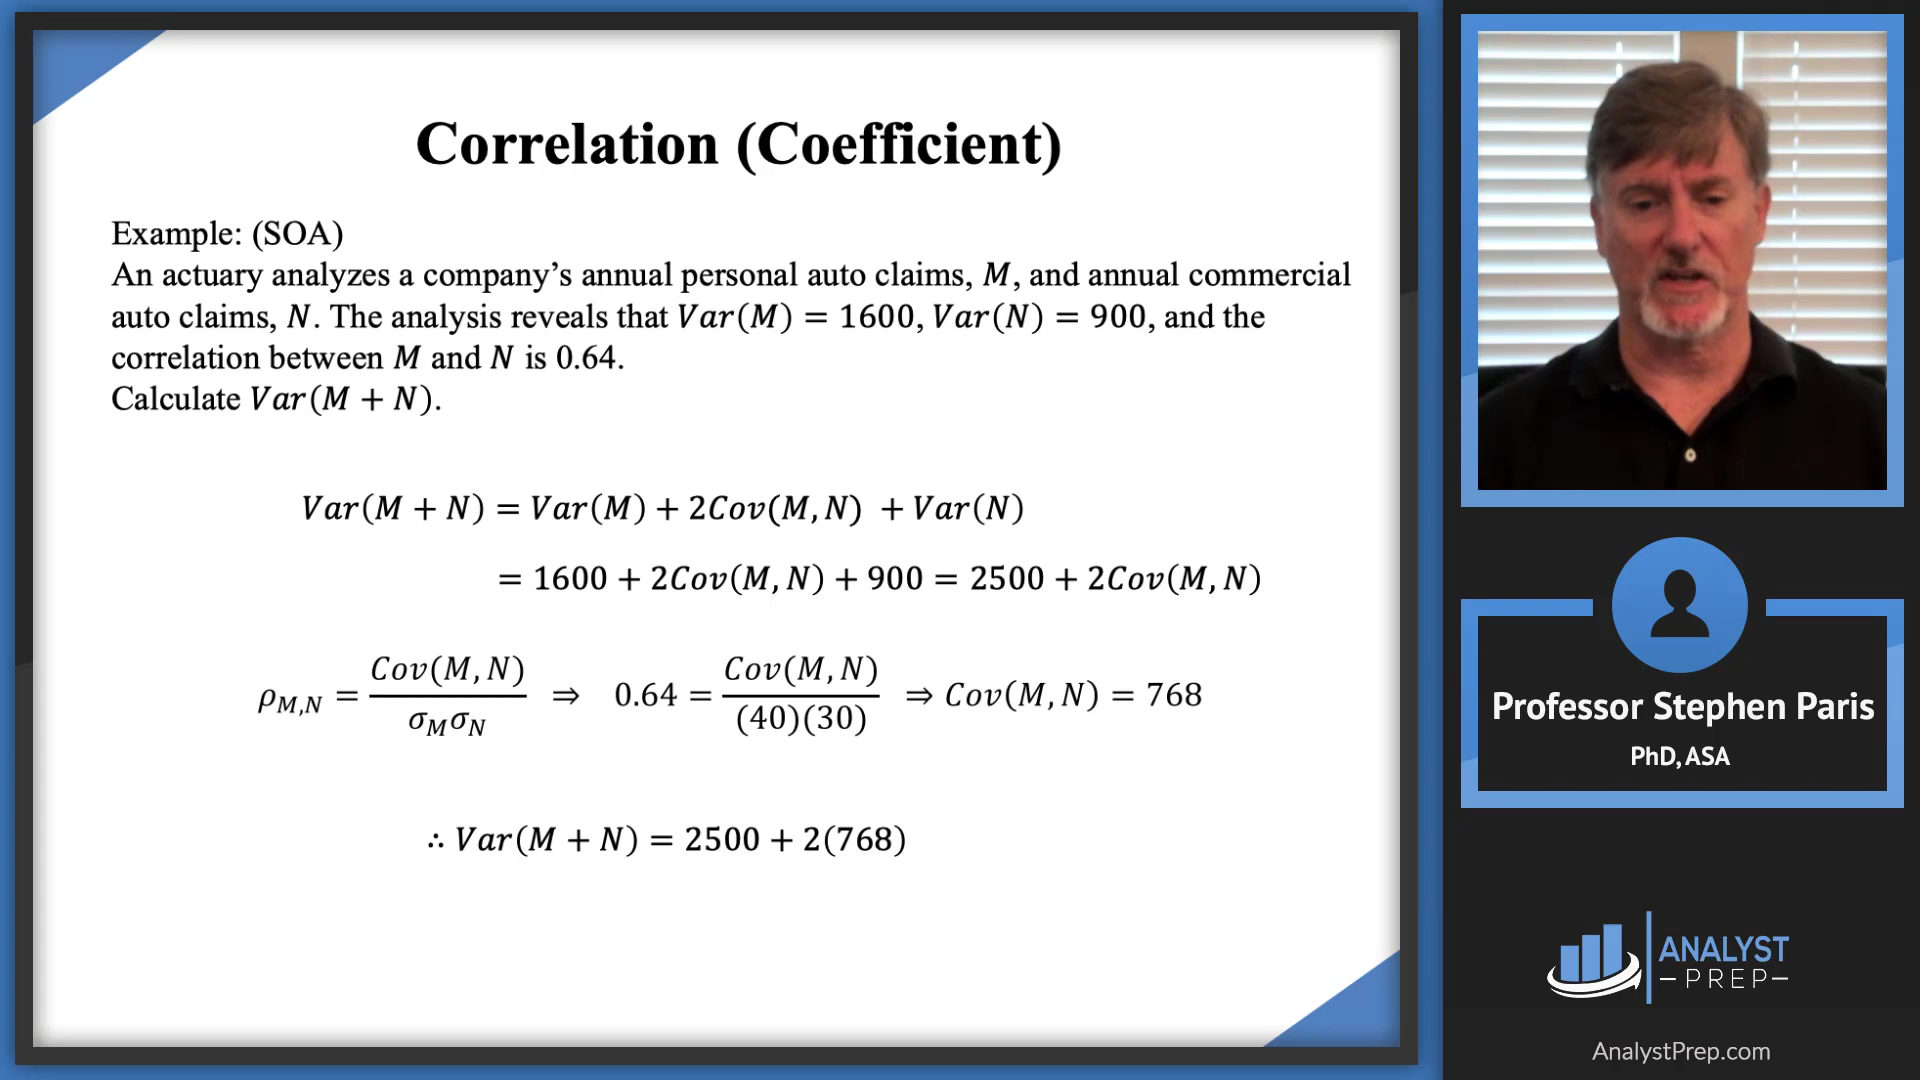 Correlation (Coefficient)
Example: (SOA)
An actuary analyzes a company’s annual personal auto claims, M, and annual commercial
auto claims, N. The analysis reveals that Var(M) = 1600, Var(N) = 900, and the
correlation between M and N is 0.64.
Calculate Var(M + N).
Var(M + N) = Var(M) + 2Cov(M, N) + Var(N)
= 1600 + 2Cov(M, N) + 900 = 2500 + 2Cov(M, N)
ρ_{M,N} = Cov(M, N) / σ_M σ_N ⇒ 0.64 = Cov(M, N) / (40)(30) ⇒ Cov(M, N) = 768
∴ Var(M + N) = 2500 + 2(768)
Professor Stephen Paris
PhD, ASA
ANALYST
PREP
AnalystPrep.com